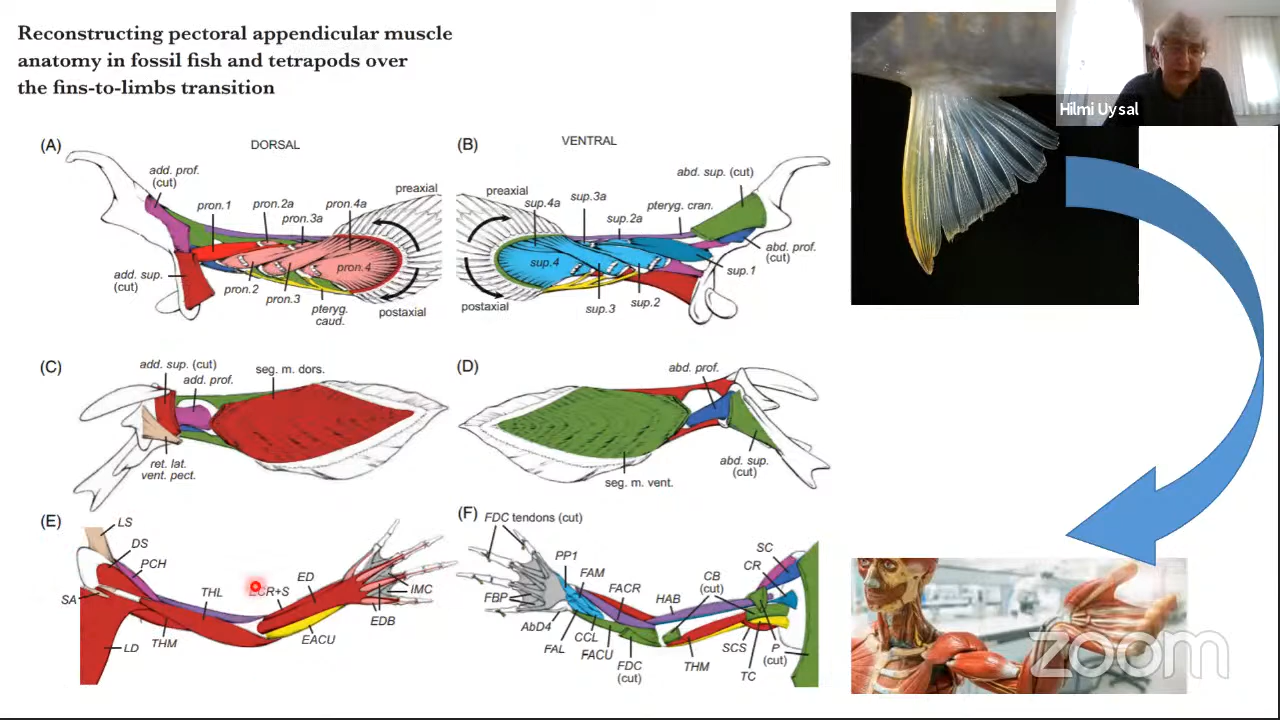 Reconstructing pectoral appendicular muscle
anatomy in fossil fish and tetrapods over
the fins-to-limbs transition
Hilmi Uysal
(A)
DORSAL
add. prof.
(cut)
pron.1
pron.2a
pron.3a
pron.4a
preaxial
add. sup.
(cut)
pron.2
pron.3
pteryg.
caud.
pron.4
postaxial
(B)
VENTRAL
preaxial
sup.4a
sup.3a
sup.2a
pteryg. cran.
abd. sup. (cut)
abd. prof.
(cut)
sup.1
sup.4
sup.3
sup.2
postaxial
(C)
add. sup. (cut)
add. prof.
seg. m. dors.
ret. lat.
vent. pect.
(D)
abd. prof.
abd. sup.
(cut)
seg. m. vent.
(E)
LS
DS
PCH
SA
THL
CR+S
ED
IMC
EDB
EACU
THM
LD
(F)
FDC tendons (cut)
PP1
FAM
FACR
HAB
CB
(cut)
SC
CR
FBP
AbD4
FAL
CCL
FACU
FDC
(cut)
THM
SCS
TC
P
(cut)
zoom